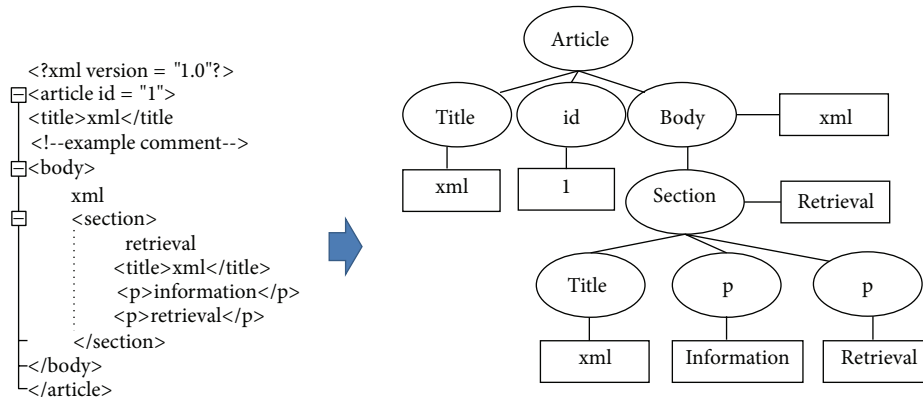 <?xml version = "1.0"?>
<article id = "1">
<title>xml</title
<!--example comment-->
<body>
xml
<section>
retrieval
<title>xml</title>
<p>information</p>
<p>retrieval</p>
</section>
</body>
</article>
Article
Title id Body xml
xml 1
Section Retrieval
Title p p
xml Information Retrieval